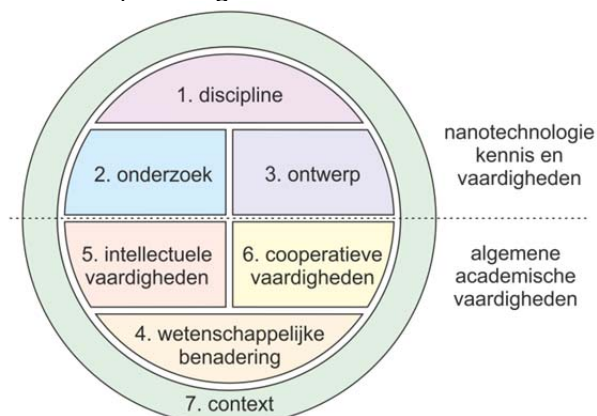 1. discipline
2. onderzoek
3. ontwerp
nanotechnologie
kennis en
vaardigheden
5. intellectuele
vaardigheden
6. cooperatieve
vaardigheden
algemene
academische
vaardigheden
4. wetenschappelijke
benadering
7. context